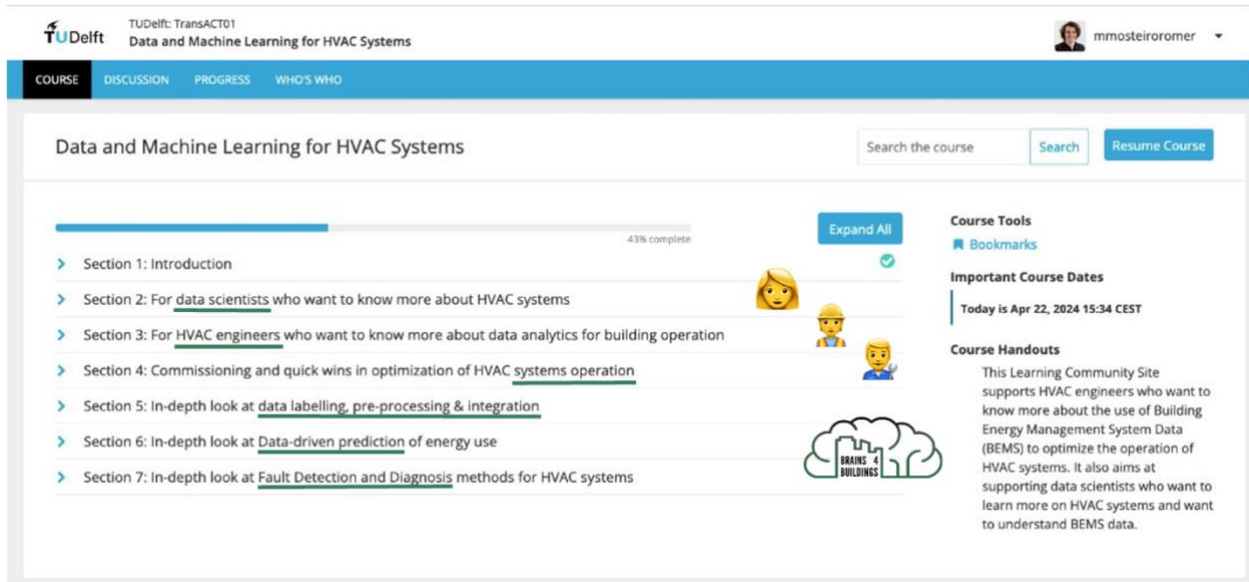 TUDelft
TUDelft: TransACT01
Data and Machine Learning for HVAC Systems
mmosteiroromer
COURSE
DISCUSSION
PROGRESS
WHO'S WHO
Data and Machine Learning for HVAC Systems
Search the course
Search
Resume Course
43% complete
Expand All
Section 1: Introduction
Section 2: For data scientists who want to know more about HVAC systems
Section 3: For HVAC engineers who want to know more about data analytics for building operation
Section 4: Commissioning and quick wins in optimization of HVAC systems operation
Section 5: In-depth look at data labelling, pre-processing & integration
Section 6: In-depth look at Data-driven prediction of energy use
Section 7: In-depth look at Fault Detection and Diagnosis methods for HVAC systems
BRAINS 4
BUILDINGS
Course Tools
Bookmarks
Important Course Dates
Today is Apr 22, 2024 15:34 CEST
Course Handouts
This Learning Community Site
supports HVAC engineers who want to
know more about the use of Building
Energy Management System Data
(BEMS) to optimize the operation of
HVAC systems. It also aims at
supporting data scientists who want to
learn more on HVAC systems and want
to understand BEMS data.